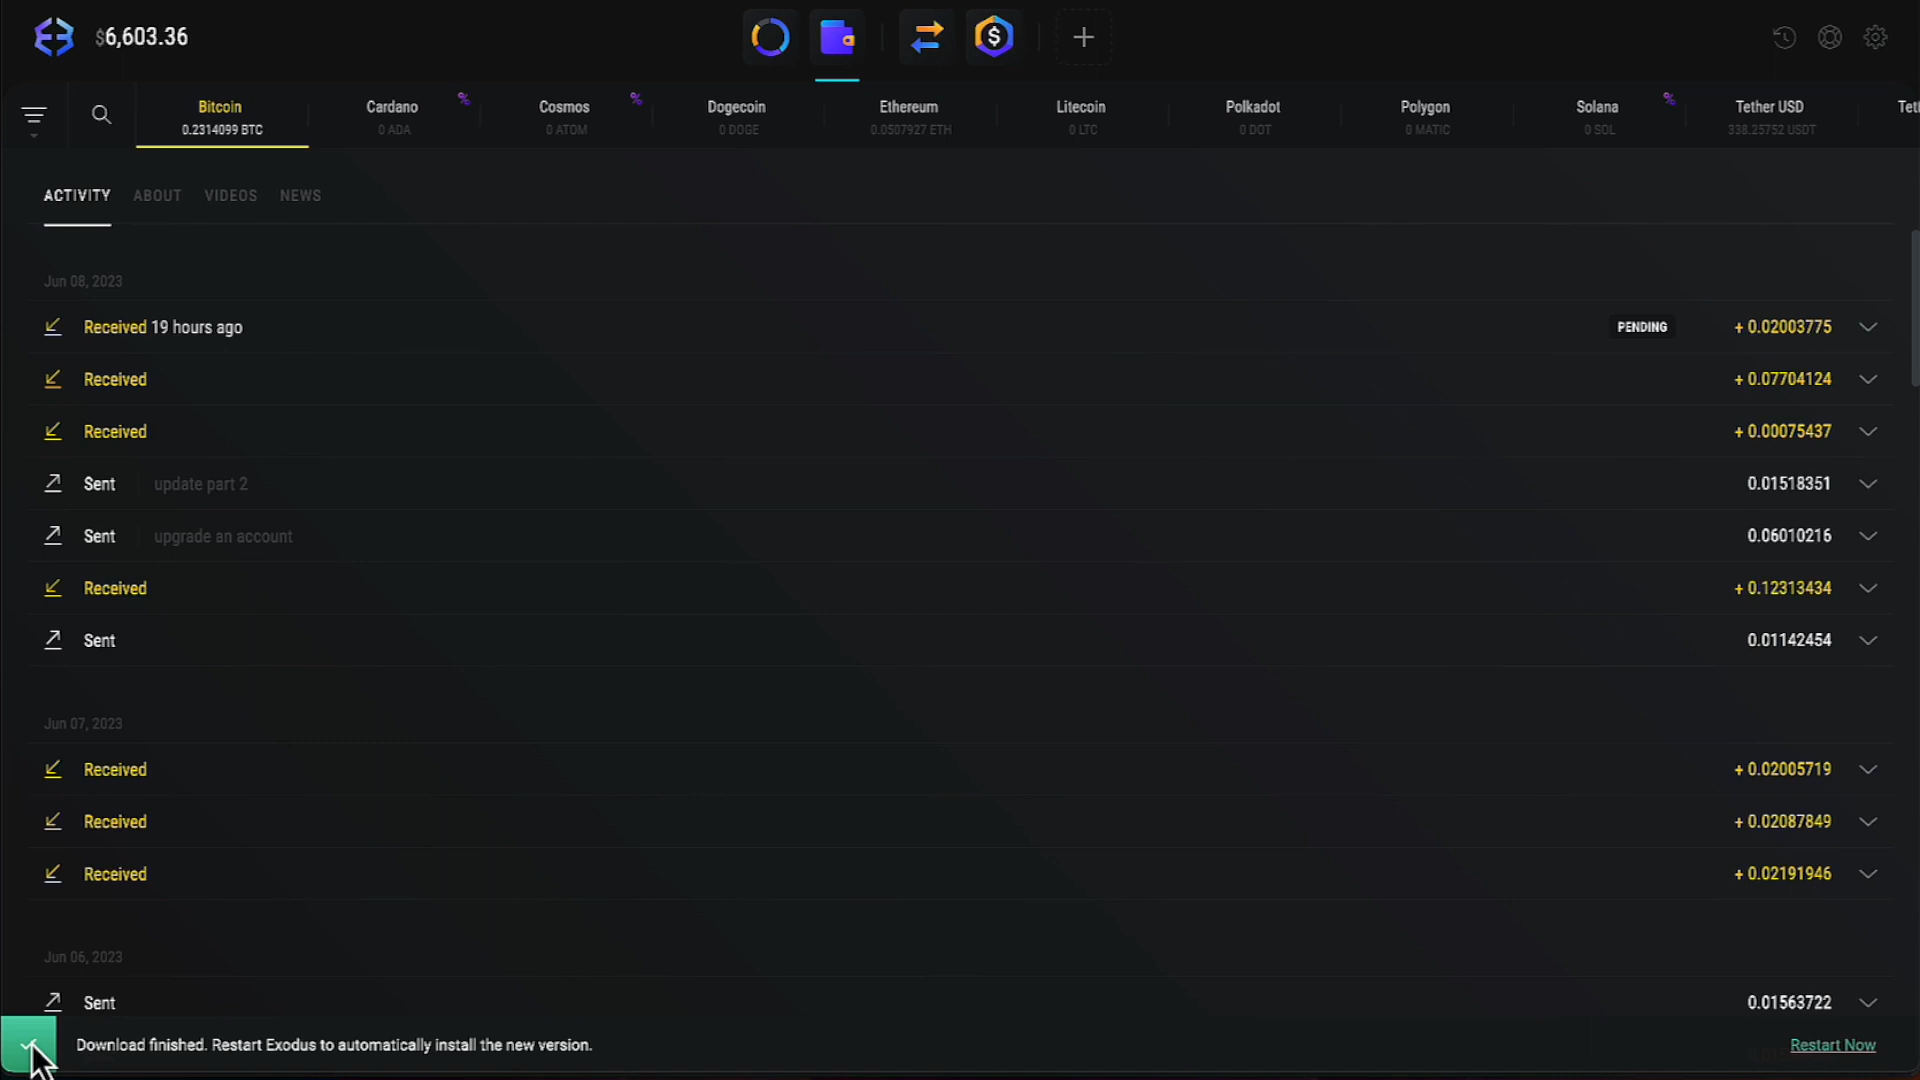 $6,603.36
Bitcoin
0.2314099 BTC
Cardano
0 ADA
Cosmos
0 ATOM
Dogecoin
0 DOGE
Ethereum
0.0507927 ETH
Litecoin
0 LTC
Polkadot
0 DOT
Polygon
0 MATIC
Solana
0 SOL
Tether USD
338.25752 USDT
Tet
ACTIVITY ABOUT VIDEOS NEWS
Jun 08, 2023
Received 19 hours ago PENDING + 0.02003775
Received + 0.07704124
Received + 0.00075437
Sent update part 2 0.01518351
Sent upgrade an account 0.06010216
Received + 0.12313434
Sent 0.01142454
Jun 07, 2023
Received + 0.02005719
Received + 0.02087849
Received + 0.02191946
Jun 06, 2023
Sent 0.01563722
Download finished. Restart Exodus to automatically install the new version. Restart Now